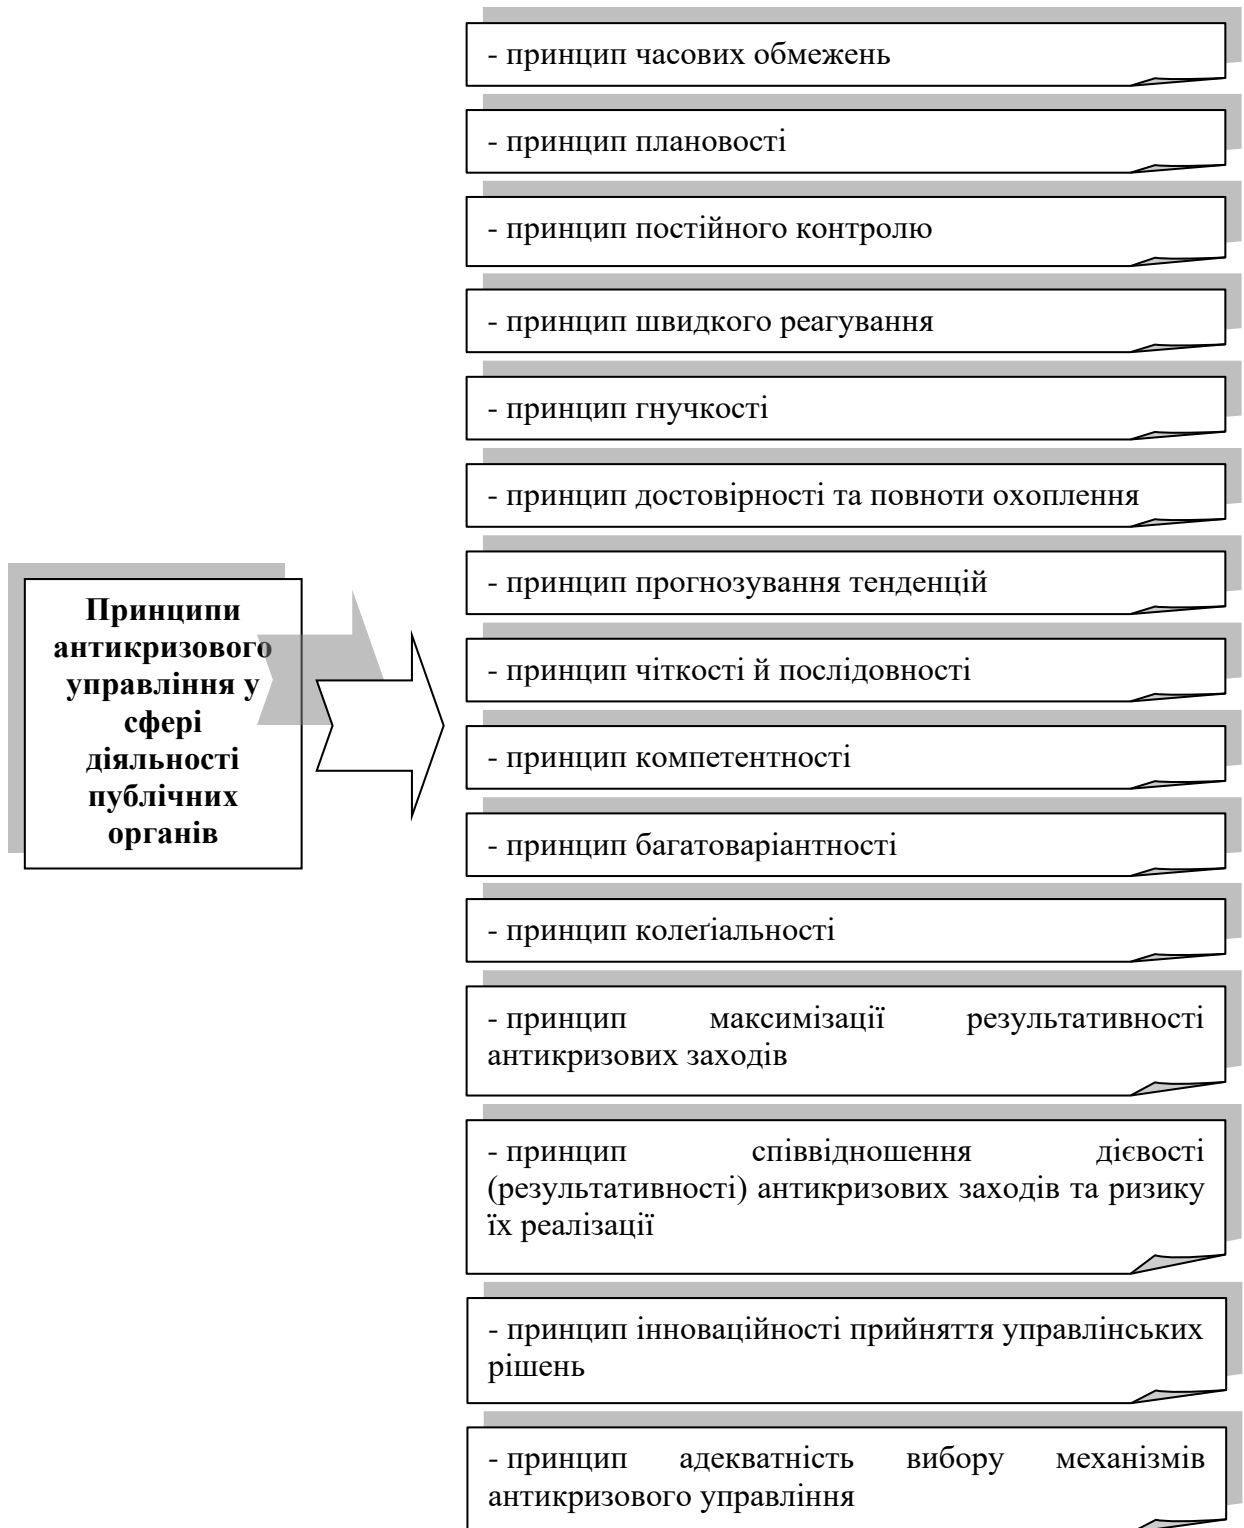 - принцип часових обмежень
- принцип плановості
- принцип постійного контролю
- принцип швидкого реагування
- принцип гнучкості
- принцип достовірності та повноти охоплення
- принцип прогнозування тенденцій
Принципи
антикризового
управління у
сфері
діяльності
публічних
органів
- принцип чіткості й послідовності
- принцип компетентності
- принцип багатоваріантності
- принцип колегіальності
- принцип максимізації результативності
антикризових заходів
- принцип співвідношення дієвості
(результативності) антикризових заходів та ризику
їх реалізації
- принцип інноваційності прийняття управлінських
рішень
- принцип адекватність вибору механізмів
антикризового управління